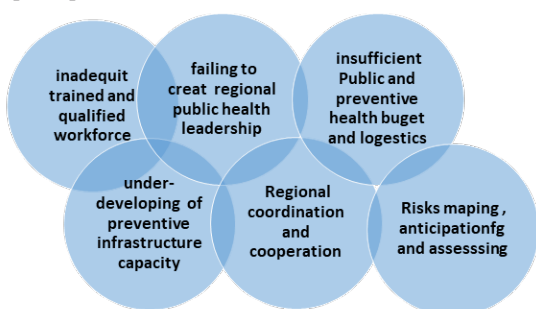 inadequit
trained and
qualified
workforce
failing to
creat regional
public health
leadership
insufficient
Public and
preventive
health buget
and logestics
under-
developing of
preventive
infrastructure
capacity
Regional
coordination
and
cooperation
Risks maping ,
anticipationfg
and assesssing